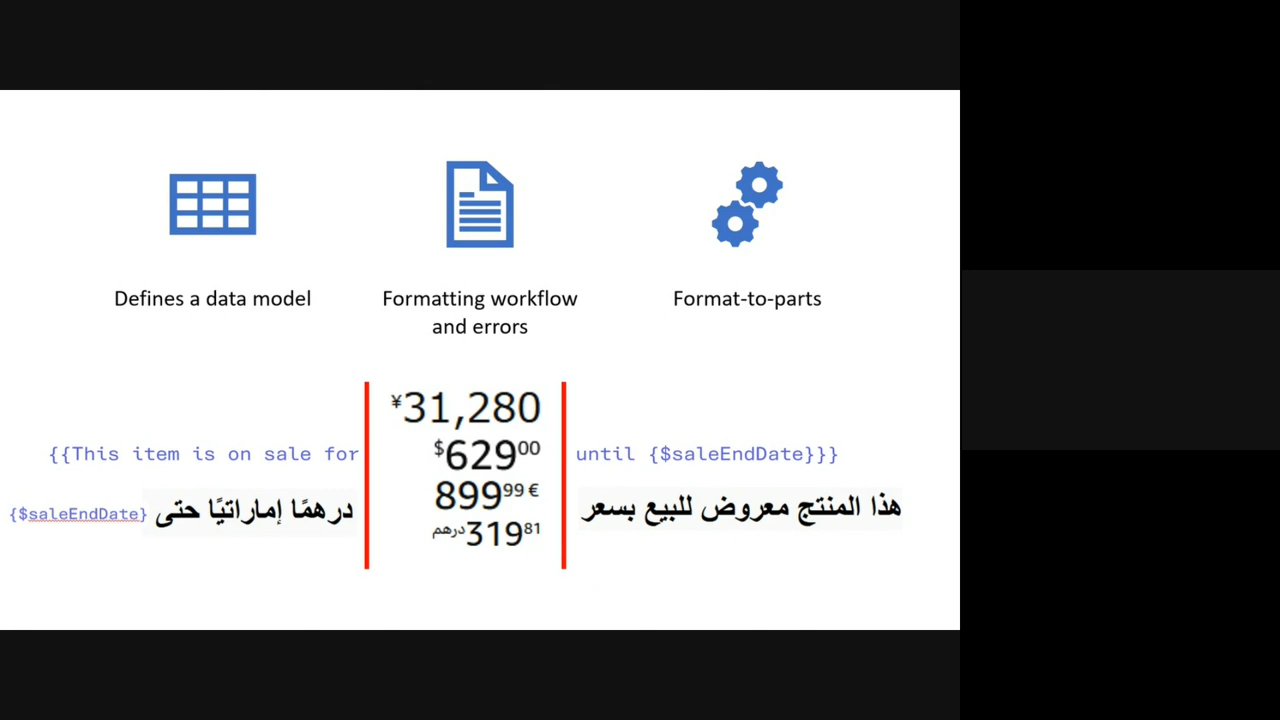 Defines a data model
Formatting workflow
and errors
Format-to-parts
{{This item is on sale for
¥31,280
$62900
89999 €
درهم31981
until {$saleEndDate}}}
هذا المنتج معروض للبيع بسعر
درهمًا إماراتيًا حتى {$saleEndDate}